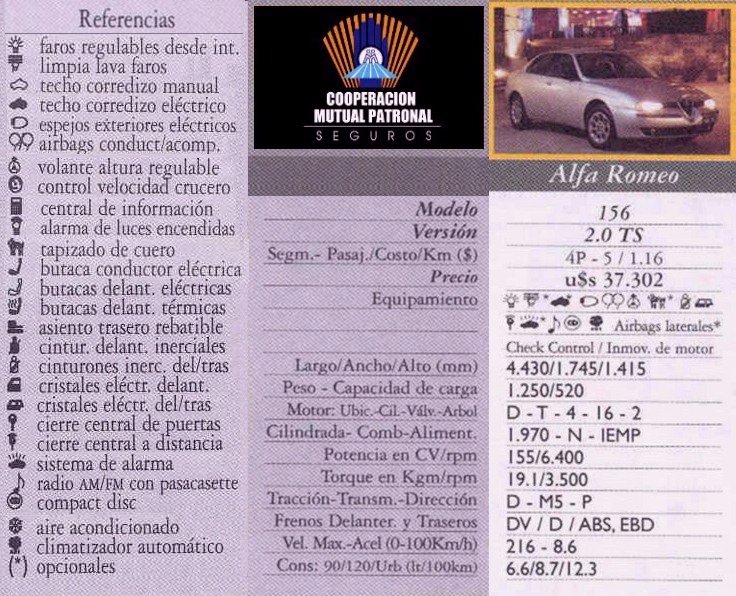 Referencias
faros regulables desde int.
limpia lava faros
techo corredizo manual
techo corredizo eléctrico
espejos exteriores eléctricos
airbags conduct/acomp.
volante altura regulable
control velocidad crucero
central de información
alarma de luces encendidas
tapizado de cuero
butaca conductor eléctrica
butacas delant. eléctricas
butacas delant. térmicas
asiento trasero rebatible
cintur. delant. inerciales
cinturones inerc. del/tras
cristales eléctr. delant.
cristales eléctr. del/tras
cierre central de puertas
cierre central a distancia
sistema de alarma
radio AM/FM con pasacasette
compact disc
aire acondicionado
climatizador automático
(*) opcionales
COOPERACION
MUTUAL PATRONAL
SEGUROS
Alfa Romeo
Modelo 156
Versión 2.0 TS
Segm.- Pasaj./Costo/Km ($) 4P - 5 / 1.16
Precio u$s 37.302
Equipamiento * *
* Airbags laterales*
Check Control / Inmov. de motor
Largo/Ancho/Alto (mm) 4.430/1.745/1.415
Peso - Capacidad de carga 1.250/520
Motor: Ubic.-Cil.-Válv.-Arbol D - T - 4 - 16 - 2
Cilindrada- Comb-Aliment. 1.970 - N - IEMP
Potencia en CV/rpm 155/6.400
Torque en Kgm/rpm 19.1/3.500
Tracción-Transm.-Dirección D - M5 - P
Frenos Delanter. y Traseros DV / D / ABS, EBD
Vel. Max.-Acel (0-100Km/h) 216 - 8.6
Cons: 90/120/Urb (lt/100km) 6.6/8.7/12.3